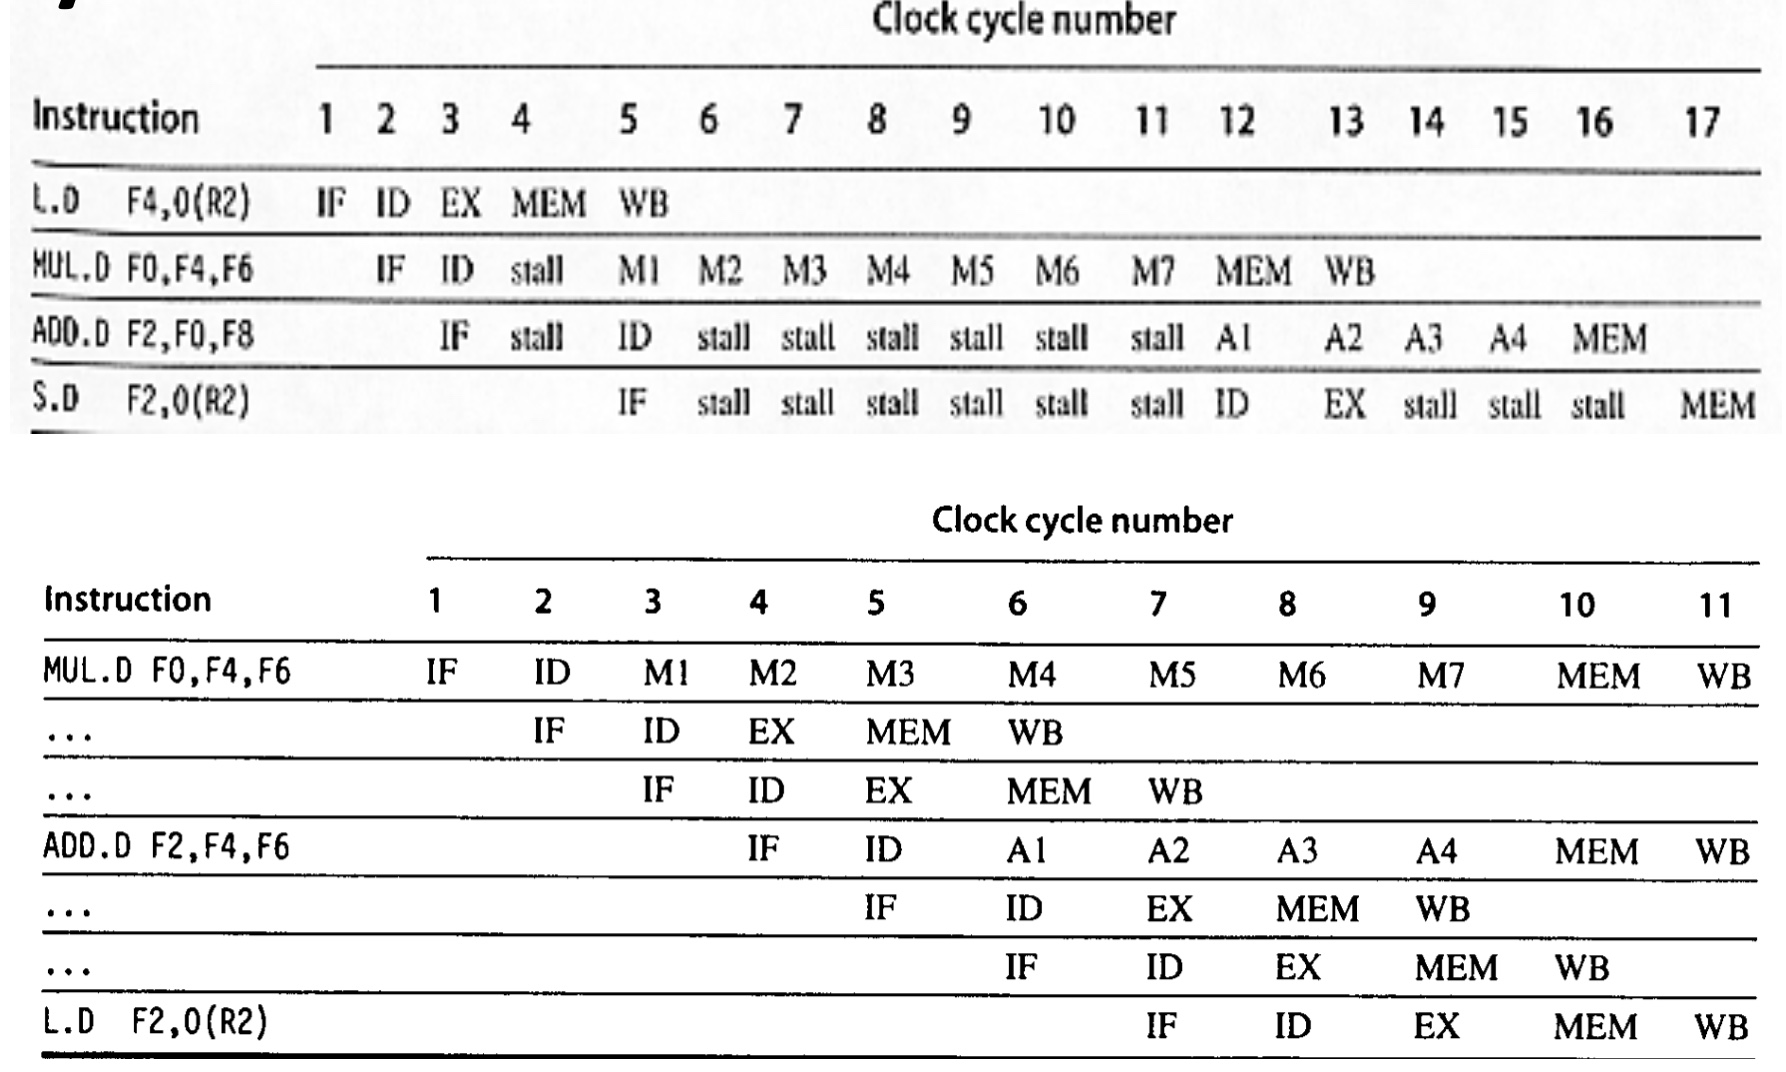 Clock cycle number
Instruction 1 2 3 4 5 6 7 8 9 10 11 12 13 14 15 16 17
L.D F4,0(R2) IF ID EX MEM WB
MUL.D F0,F4,F6 IF ID stall M1 M2 M3 M4 M5 M6 M7 MEM WB
ADD.D F2,F0,F8 IF stall ID stall stall stall stall stall stall A1 A2 A3 A4 MEM
S.D F2,0(R2) IF stall stall stall stall stall stall ID EX stall stall stall MEM
Clock cycle number
Instruction 1 2 3 4 5 6 7 8 9 10 11
MUL.D F0,F4,F6 IF ID M1 M2 M3 M4 M5 M6 M7 MEM WB
... IF ID EX MEM WB
... IF ID EX MEM WB
ADD.D F2,F4,F6 IF ID A1 A2 A3 A4 MEM WB
... IF ID EX MEM WB
... IF ID EX MEM WB
L.D F2,0(R2) IF ID EX MEM WB